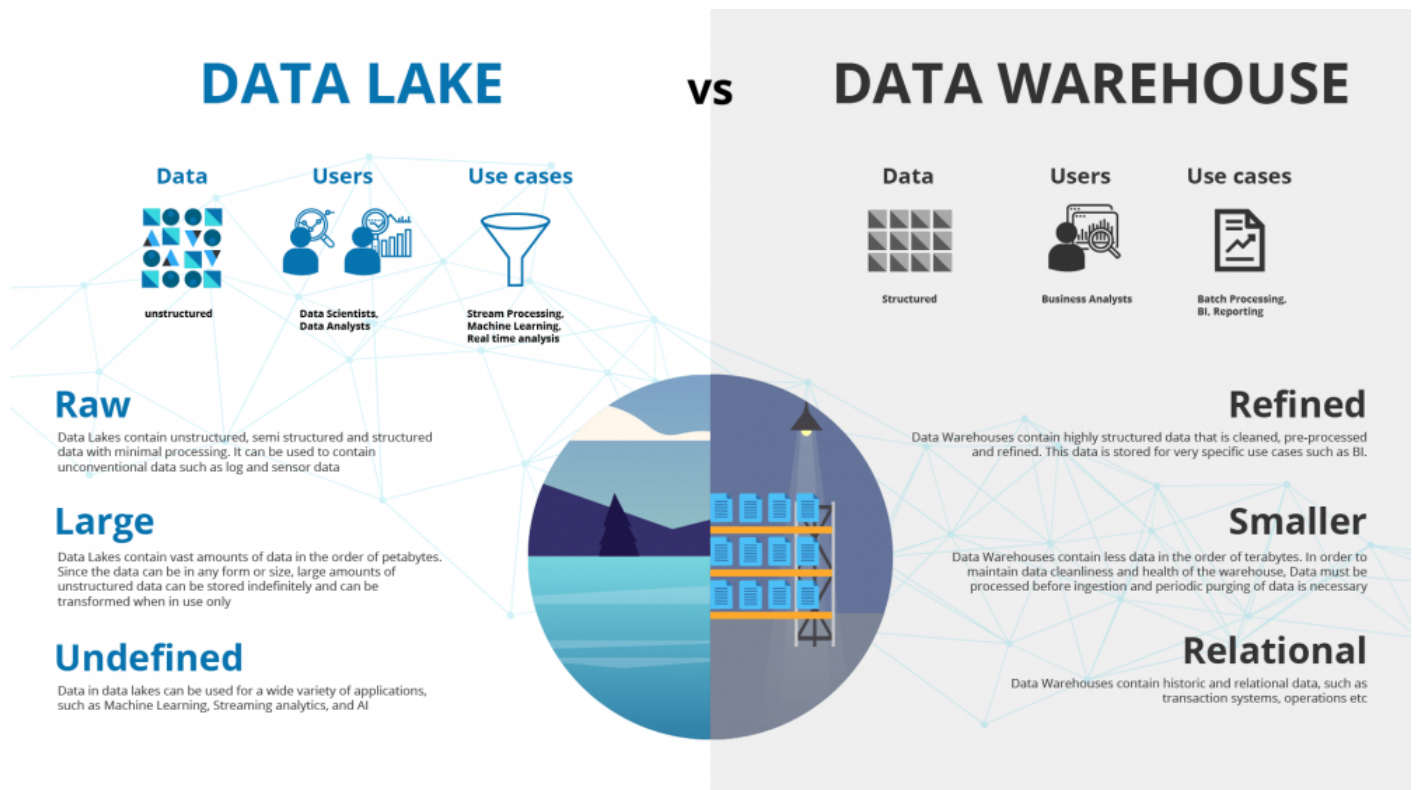 DATA LAKE
vs
DATA WAREHOUSE
Data
Users
Use cases
unstructured
Data Scientists,
Data Analysts
Stream Processing,
Machine Learning,
Real time analysis
Raw
Data Lakes contain unstructured, semi structured and structured
data with minimal processing. It can be used to contain
unconventional data such as log and sensor data
Large
Data Lakes contain vast amounts of data in the order of petabytes.
Since the data can be in any form or size, large amounts of
unstructured data can be stored indefinitely and can be
transformed when in use only
Undefined
Data in data lakes can be used for a wide variety of applications,
such as Machine Learning, Streaming analytics, and AI
Data
Users
Use cases
Structured
Business Analysts
Batch Processing,
BI, Reporting
Refined
Data Warehouses contain highly structured data that is cleaned, pre-processed
and refined. This data is stored for very specific use cases such as BI.
Smaller
Data Warehouses contain less data in the order of terabytes. In order to
maintain data cleanliness and health of the warehouse, Data must be
processed before ingestion and periodic purging of data is necessary
Relational
Data Warehouses contain historic and relational data, such as
transaction systems, operations etc